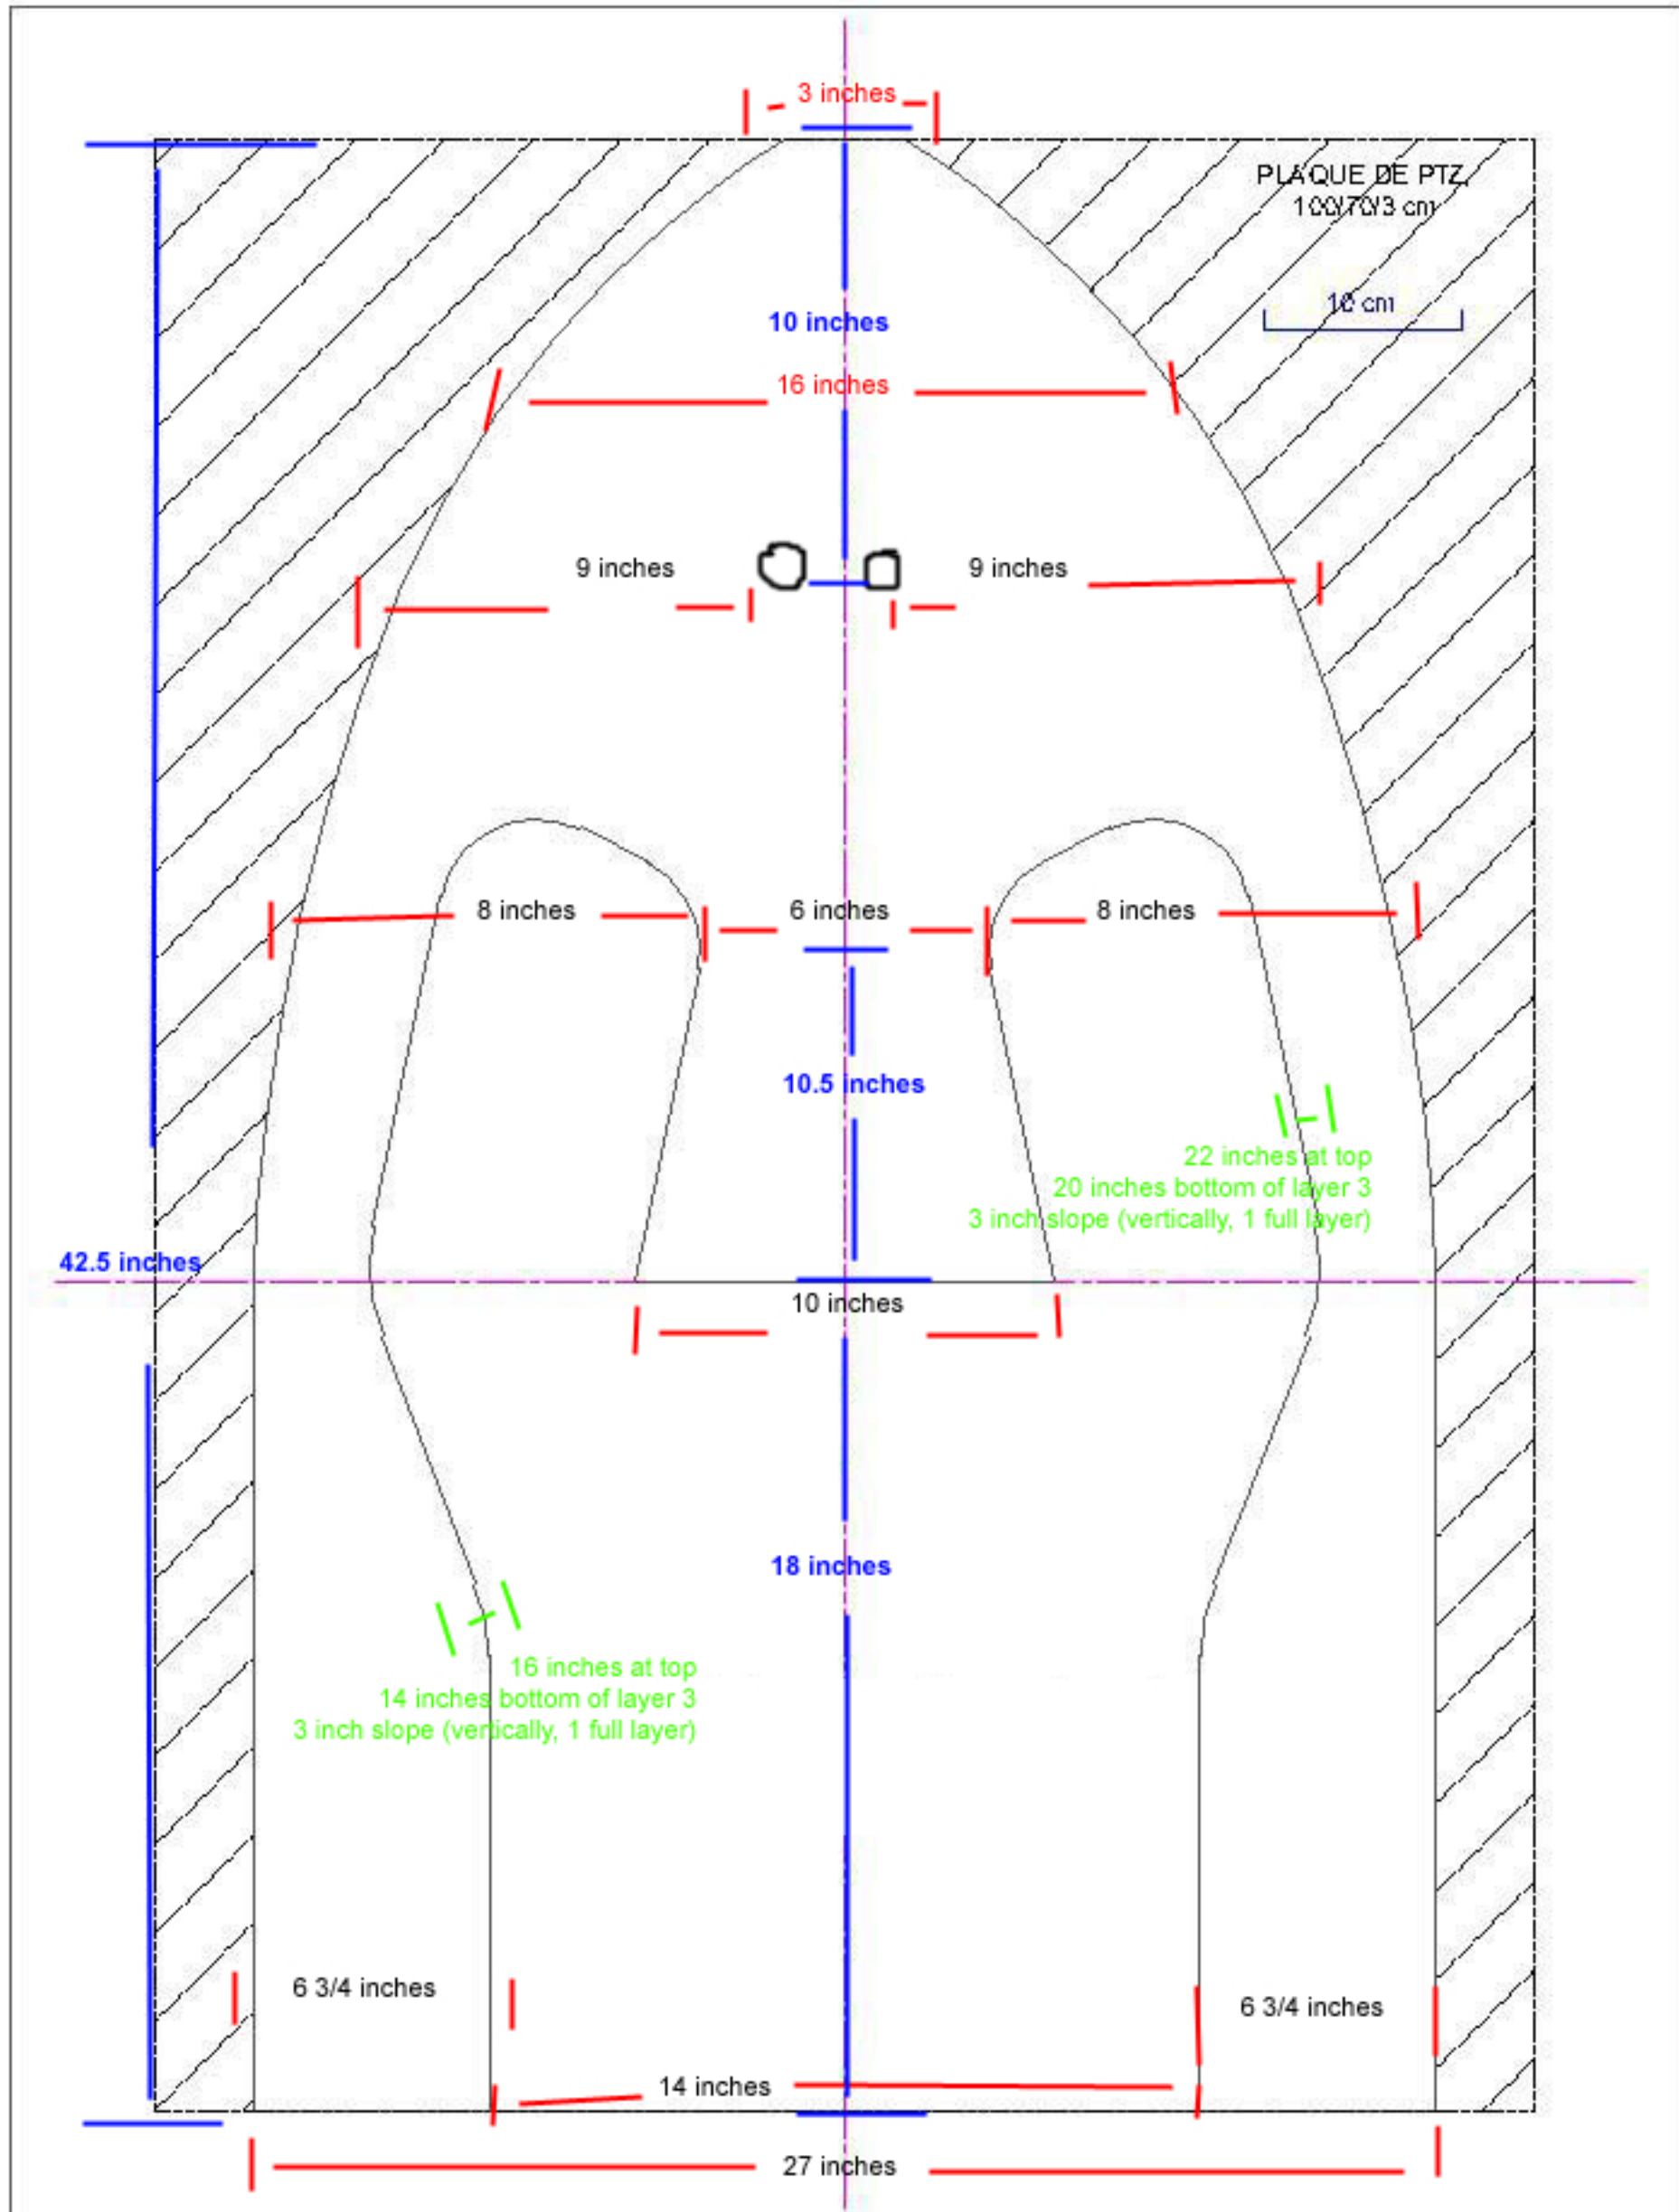 3 inches
PLAQUE DE PTZ.
100/70/3 cm
10 cm
10 inches
16 inches
9 inches
9 inches
8 inches
6 inches
8 inches
10.5 inches
22 inches at top
20 inches bottom of layer 3
3 inch slope (vertically, 1 full layer)
42.5 inches
10 inches
18 inches
16 inches at top
14 inches bottom of layer 3
3 inch slope (vertically, 1 full layer)
6 3/4 inches
6 3/4 inches
14 inches
27 inches